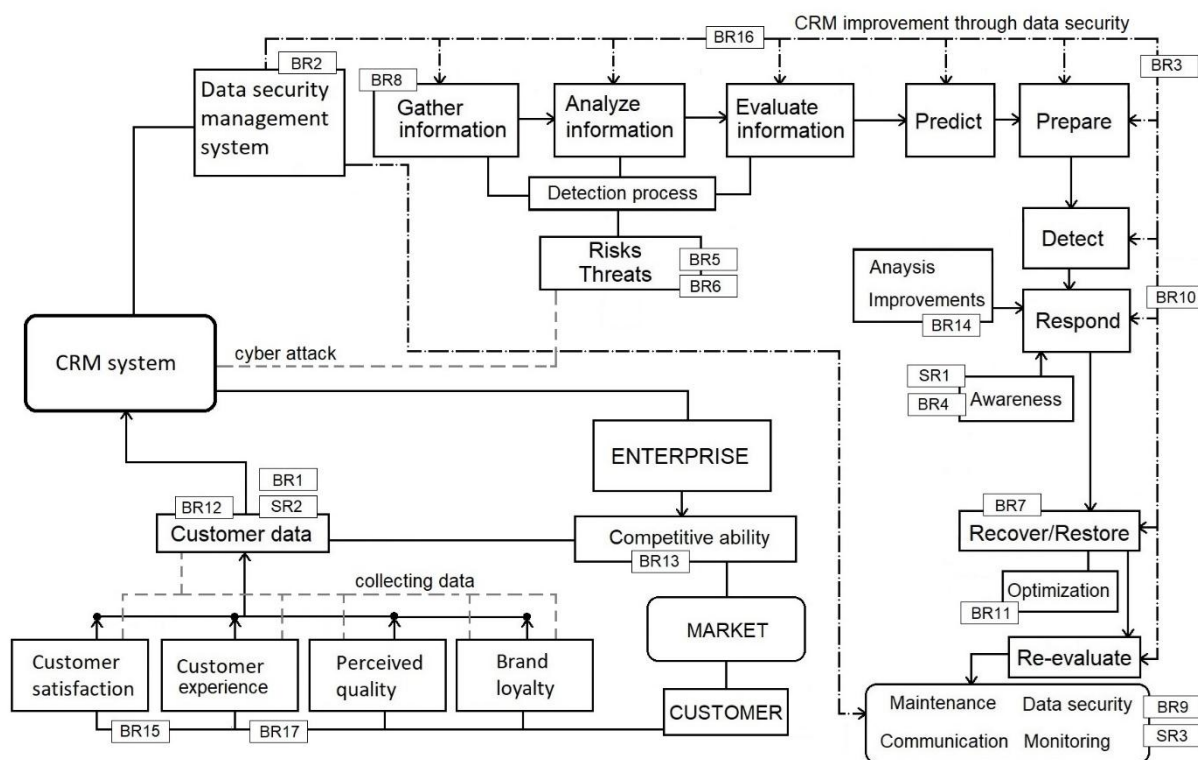 CRM improvement through data security
BR16
BR2
BR3
BR8
Data security
management
system
Gather
information
Analyze
information
Evaluate
information
Predict
Prepare
Detection process
Risks
Threats
BR5
BR6
Detect
Anaysis
Improvements
BR14
BR10
Respond
CRM system
cyber attack
SR1
BR4
Awareness
ENTERPRISE
BR1
BR12
SR2
Customer data
Competitive ability
BR13
BR7
Recover/Restore
collecting data
Optimization
BR11
MARKET
Customer
satisfaction
Customer
experience
Perceived
quality
Brand
loyalty
Re-evaluate
CUSTOMER
BR15
BR17
Maintenance
Data security
BR9
Communication
Monitoring
SR3